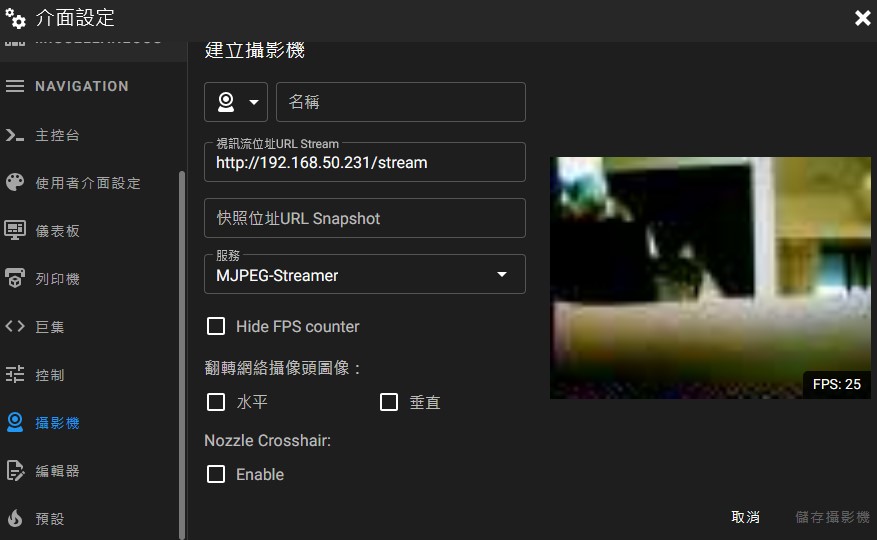 介面設定
MISCELLANEOUS
NAVIGATION
主控台
使用者介面設定
儀表板
列印機
巨集
控制
攝影機
編輯器
預設
建立攝影機
名稱
視訊流位址URL Stream
http://192.168.50.231/stream
快照位址URL Snapshot
服務
MJPEG-Streamer
Hide FPS counter
翻轉網絡攝像頭圖像：
水平
垂直
Nozzle Crosshair:
Enable
FPS: 25
取消
儲存攝影機